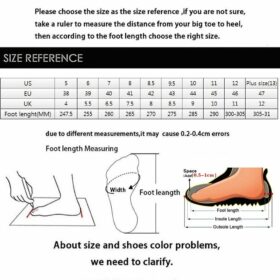 Please choose the size as the size reference ,if you are not sure,
take a ruler to measure the distance from your big toe to heel,
then according to the foot length choose the right size.
SIZE REFERENCE
US 5 6 7 8 8.5 9.5 10 11 12 Plus size(13)
EU 38 39 40 41 42 43 44 45 46 47
UK 4 5.5 6.5 7.5 8 8.5 9 10 11 12
Foot lenght(MM) 247.5 255 260 265 270 275 285 290 300-305 305-31
due to different measurements,it may cause 0.2-0.4cm errors
Foot length Measuring
Width
Foot leangth
Space
(0.5-1cm)
Foot length
Insole Length
Outsole Length
About size and shoes color problems,
we need to clarify.